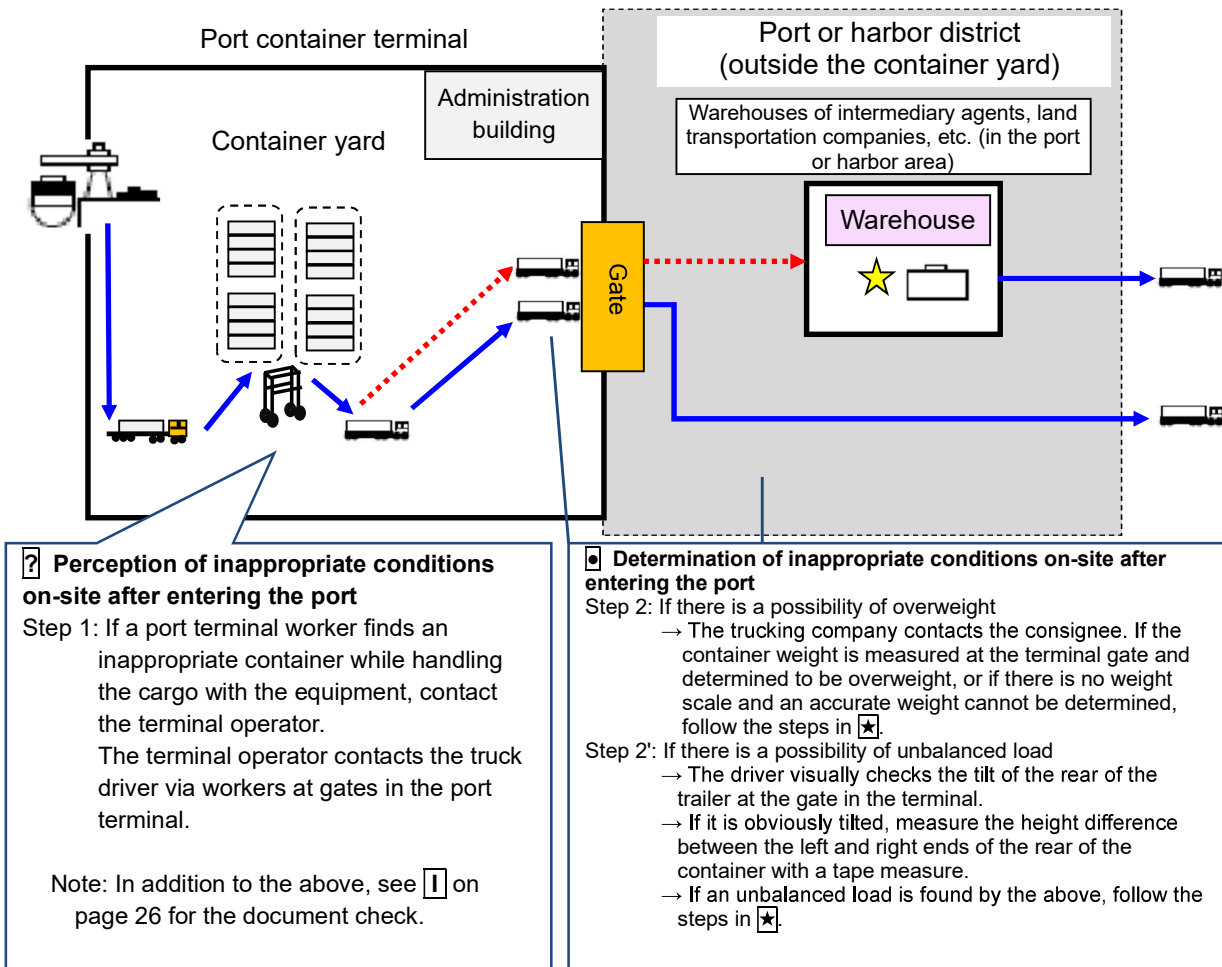 Port container terminal
Port or harbor district
(outside the container yard)
Administration
building
Warehouses of intermediary agents, land
transportation companies, etc. (in the port
or harbor area)
Container yard
Warehouse
Gate
? Perception of inappropriate conditions
on-site after entering the port
Step 1: If a port terminal worker finds an
inappropriate container while handling
the cargo with the equipment, contact
the terminal operator.
The terminal operator contacts the truck
driver via workers at gates in the port
terminal.
Note: In addition to the above, see I on
page 26 for the document check.
● Determination of inappropriate conditions on-site after
entering the port
Step 2: If there is a possibility of overweight
→ The trucking company contacts the consignee. If the
container weight is measured at the terminal gate and
determined to be overweight, or if there is no weight
scale and an accurate weight cannot be determined,
follow the steps in ★.
Step 2': If there is a possibility of unbalanced load
→ The driver visually checks the tilt of the rear of the
trailer at the gate in the terminal.
→ If it is obviously tilted, measure the height difference
between the left and right ends of the rear of the
container with a tape measure.
→ If an unbalanced load is found by the above, follow the
steps in ★.